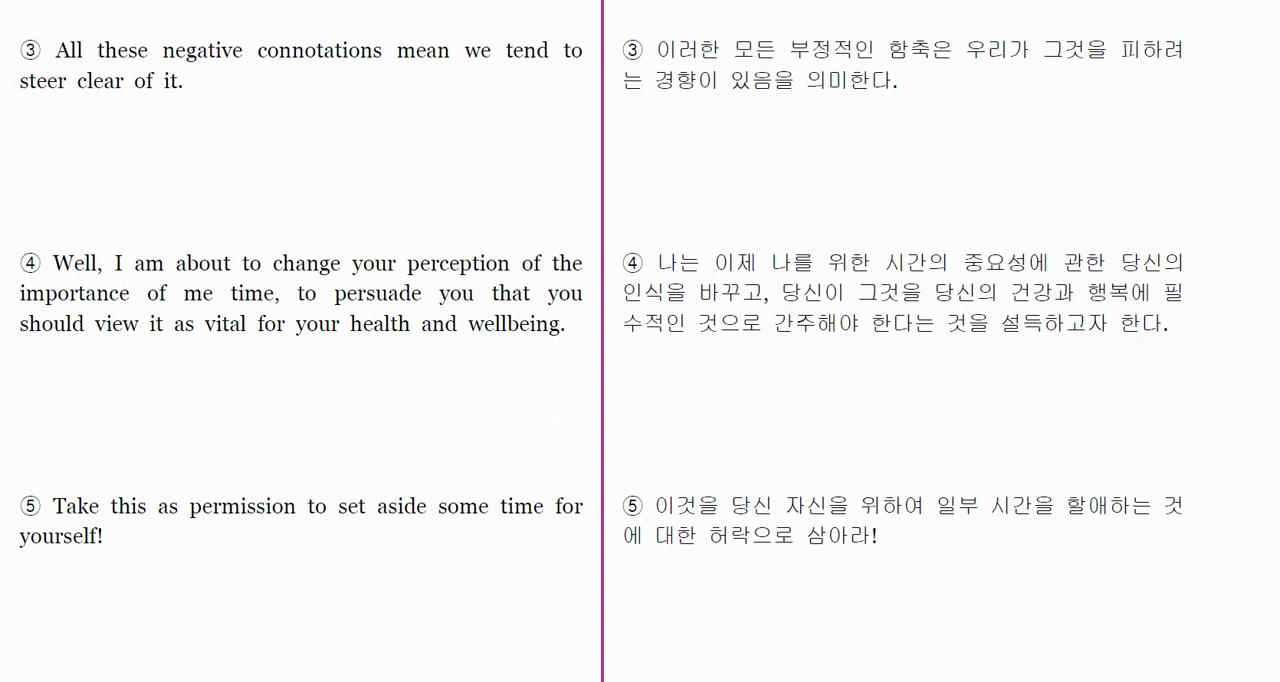 ③ All these negative connotations mean we tend to
steer clear of it.
④ Well, I am about to change your perception of the
importance of me time, to persuade you that you
should view it as vital for your health and wellbeing.
⑤ Take this as permission to set aside some time for
yourself!
③ 이러한 모든 부정적인 함축은 우리가 그것을 피하려
는 경향이 있음을 의미한다.
④ 나는 이제 나를 위한 시간의 중요성에 관한 당신의
인식을 바꾸고, 당신이 그것을 당신의 건강과 행복에 필
수적인 것으로 간주해야 한다는 것을 설득하고자 한다.
⑤ 이것을 당신 자신을 위하여 일부 시간을 할애하는 것
에 대한 허락으로 삼아라!